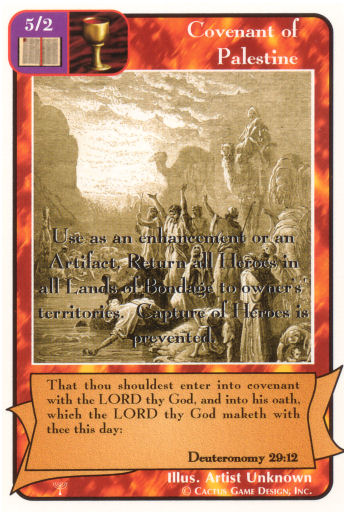 5/2
Covenant of
Palestine
Use as an enhancement or an
Artifact. Return all Heroes in
all Lands of Bondage to owners'
territories. Capture of Heroes is
prevented.
That thou shouldest enter into covenant
with the LORD thy God, and into his oath,
which the LORD thy God maketh with
thee this day:
Deuteronomy 29:12
Illus. Artist Unknown
© Cactus Game Design, Inc.